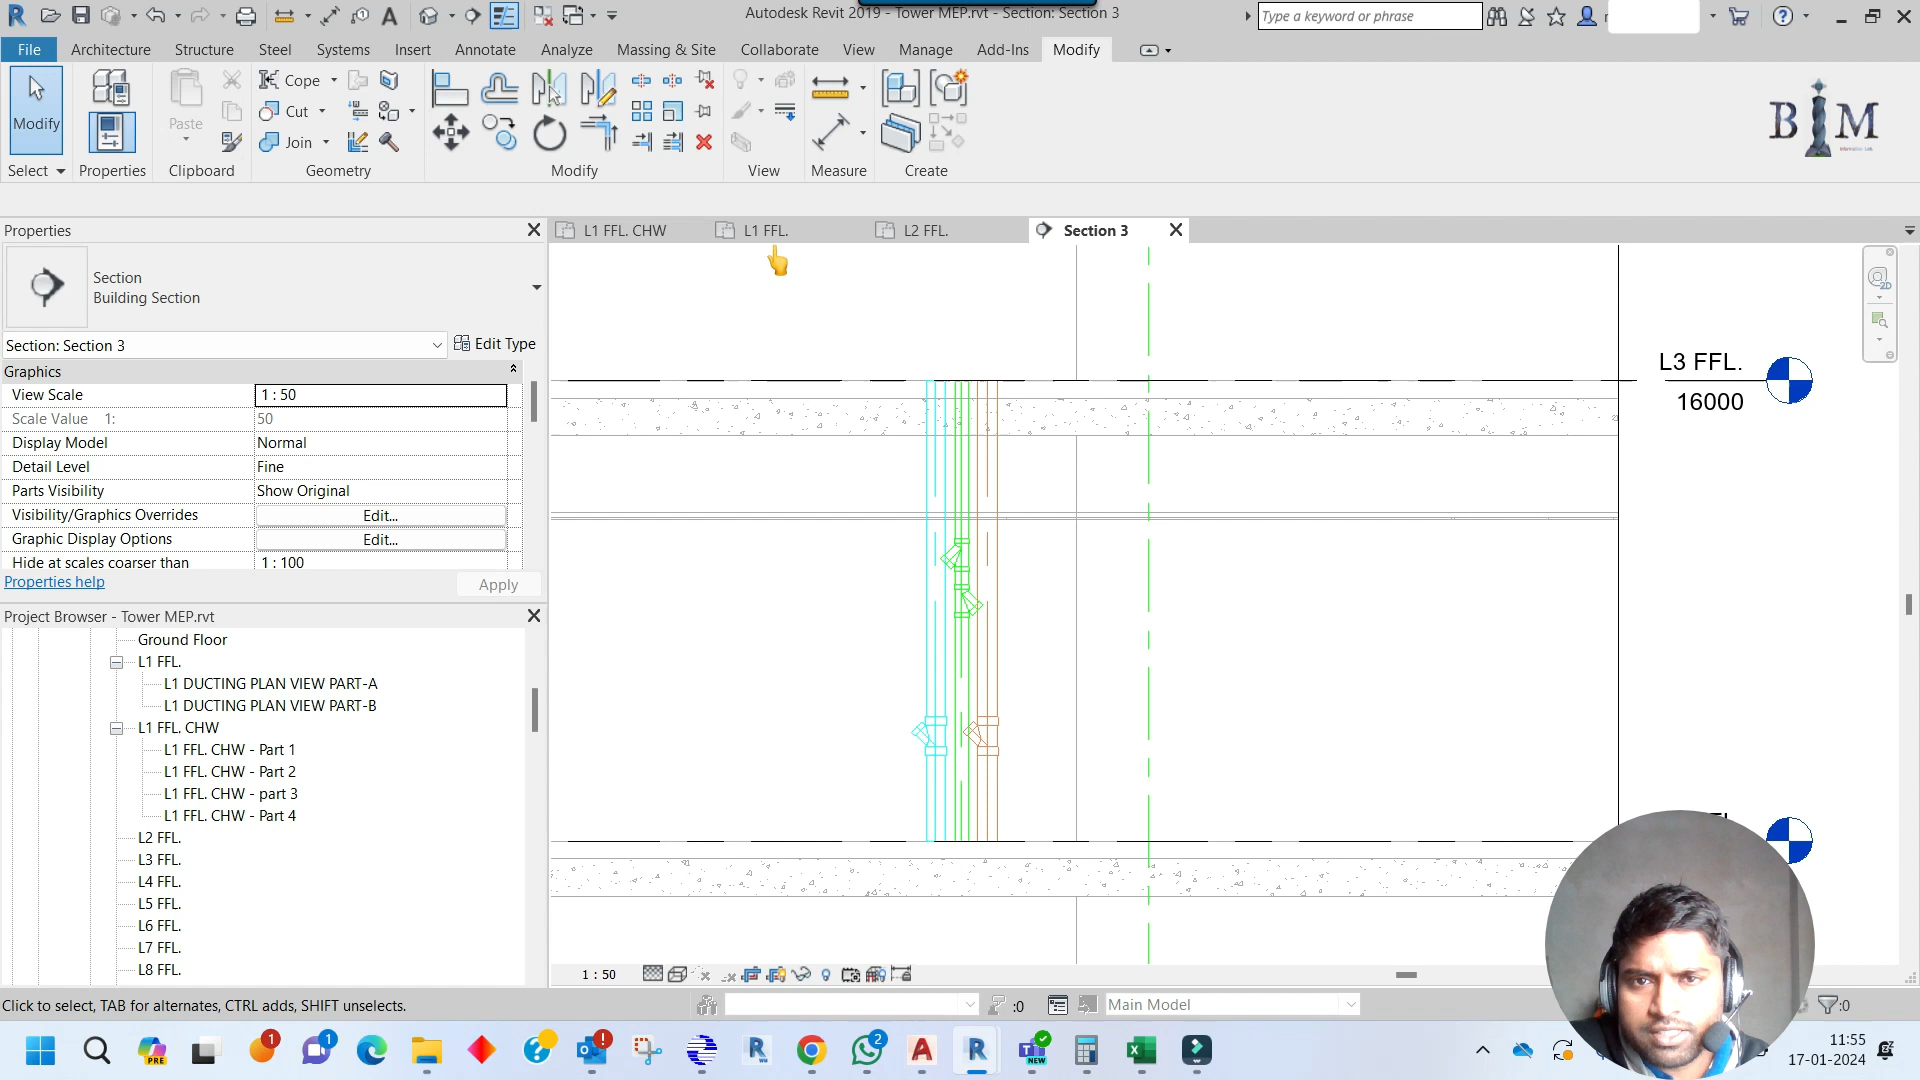 Autodesk Revit 2019 - Tower MEP.rvt - Section: Section 3
Type a keyword or phrase
File Architecture Structure Steel Systems Insert Annotate Analyze Massing & Site Collaborate View Manage Add-Ins Modify
Modify
Paste
Cope
Cut
Join
Select Properties Clipboard Geometry Modify View Measure Create
BIM
Properties
L1 FFL. CHW
L1 FFL.
L2 FFL.
Section 3
Section
Building Section
Section: Section 3
Edit Type
Graphics
View Scale 1 : 50
Scale Value 1: 50
Display Model Normal
Detail Level Fine
Parts Visibility Show Original
Visibility/Graphics Overrides Edit...
Graphic Display Options Edit...
Hide at scales coarser than 1 : 100
Properties help
Apply
Project Browser - Tower MEP.rvt
Ground Floor
L1 FFL.
L1 DUCTING PLAN VIEW PART-A
L1 DUCTING PLAN VIEW PART-B
L1 FFL. CHW
L1 FFL. CHW - Part 1
L1 FFL. CHW - Part 2
L1 FFL. CHW - part 3
L1 FFL. CHW - Part 4
L2 FFL.
L3 FFL.
L4 FFL.
L5 FFL.
L6 FFL.
L7 FFL.
L8 FFL.
2D
L3 FFL.
16000
1 : 50
Click to select, TAB for alternates, CTRL adds, SHIFT unselects.
:0
Main Model
:0
PRE
1
1
2
NEW
11:55
17-01-2024